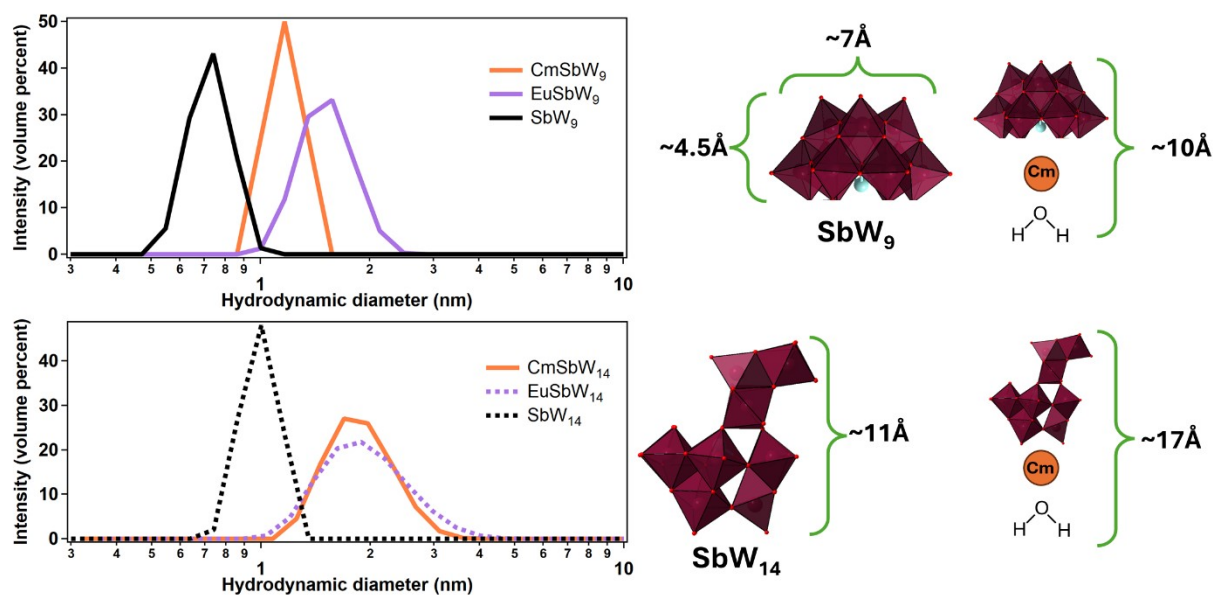 50
40
30
20
10
0
Intensity (volume percent)
CmSbW₉
EuSbW₉
SbW₉
3 4 5 6 7 8 9 1 2 3 4 5 6 7 8 9 10
Hydrodynamic diameter (nm)
~7Å
~4.5Å
SbW₉
Cm
H O H
~10Å
40
30
20
10
0
Intensity (volume percent)
CmSbW₁₄
EuSbW₁₄
SbW₁₄
3 4 5 6 7 8 9 1 2 3 4 5 6 7 8 9 10
Hydrodynamic diameter (nm)
~11Å
SbW₁₄
Cm
H O H
~17Å